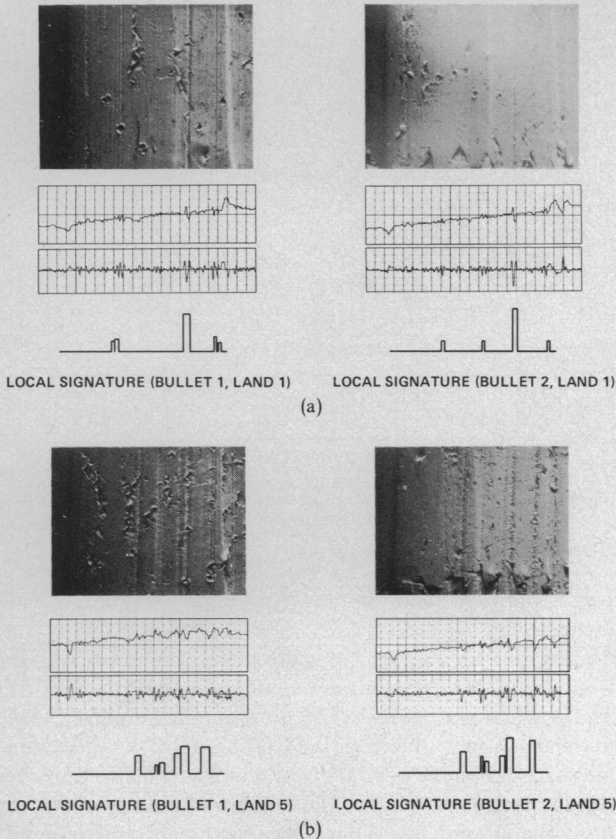 LOCAL SIGNATURE (BULLET 1, LAND 1)
LOCAL SIGNATURE (BULLET 2, LAND 1)
(a)
LOCAL SIGNATURE (BULLET 1, LAND 5)
LOCAL SIGNATURE (BULLET 2, LAND 5)
(b)